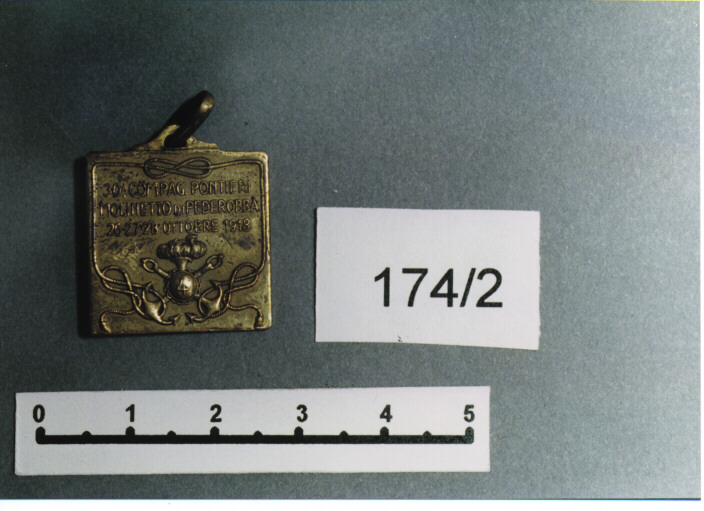 30ª COMPAG. PONTIERI
MOLINETTO DI PEDEROBBA
26-27-28 OTTOBRE 1918
174/2
0 1 2 3 4 5